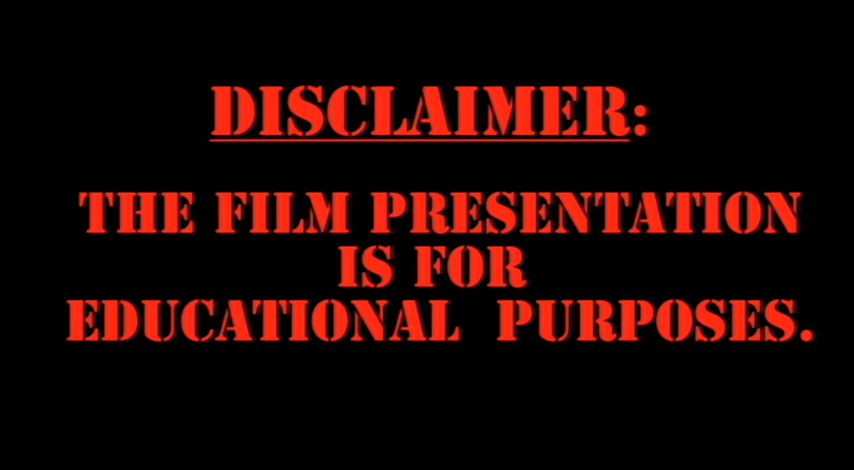 DISCLAIMER:
THE FILM PRESENTATION
IS FOR
EDUCATIONAL PURPOSES.